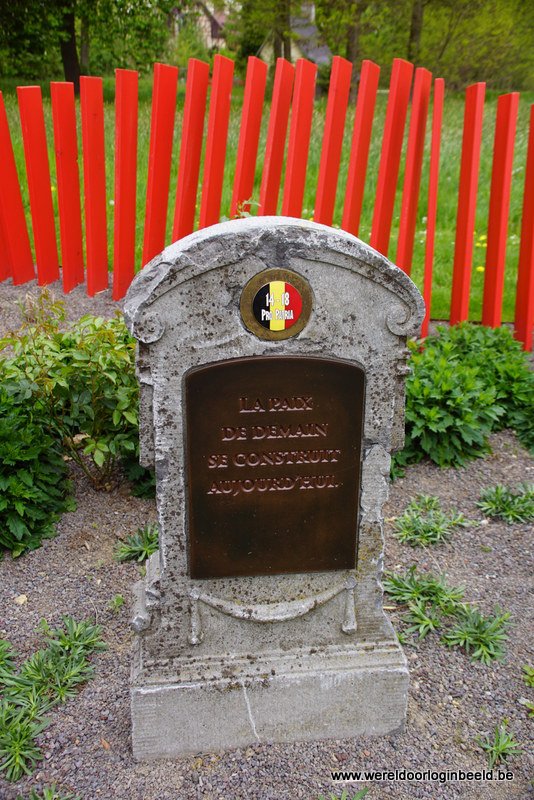 14-18
PRO PATRIA
LA PAIX
DE DEMAIN
SE CONSTRUIT
AUJOURD'HUI.
www.wereldoorloginbeeld.be